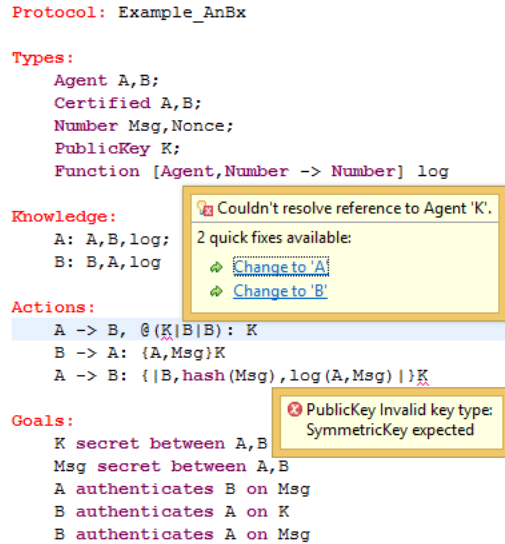 Protocol: Example_AnBx
Types:
Agent A,B;
Certified A,B;
Number Msg,Nonce;
PublicKey K;
Function [Agent,Number -> Number] log
Couldn't resolve reference to Agent 'K'.
2 quick fixes available:
Change to 'A'
Change to 'B'
Knowledge:
A: A,B,log;
B: B,A,log
Actions:
A -> B, @(K|B|B): K
B -> A: {A,Msg}K
A -> B: {|B,hash(Msg),log(A,Msg)|}K
PublicKey Invalid key type:
SymmetricKey expected
Goals:
K secret between A,B
Msg secret between A,B
A authenticates B on Msg
B authenticates A on K
B authenticates A on Msg